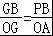 GB/OG = PB/OA